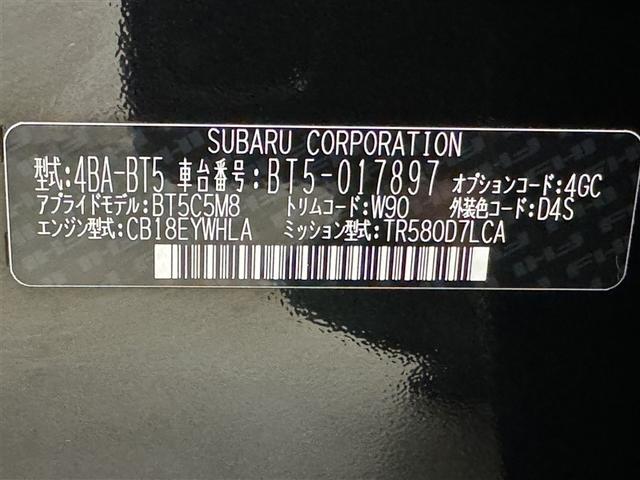 SUBARU CORPORATION
型式:4BA-BT5 車台番号:BT5-017897 オプションコード:4GC
アプライドモデル:BT5C5M8 トリムコード:W90 外装色コード:D4S
エンジン型式:CB18EYWHLA ミッション型式:TR580D7LCA